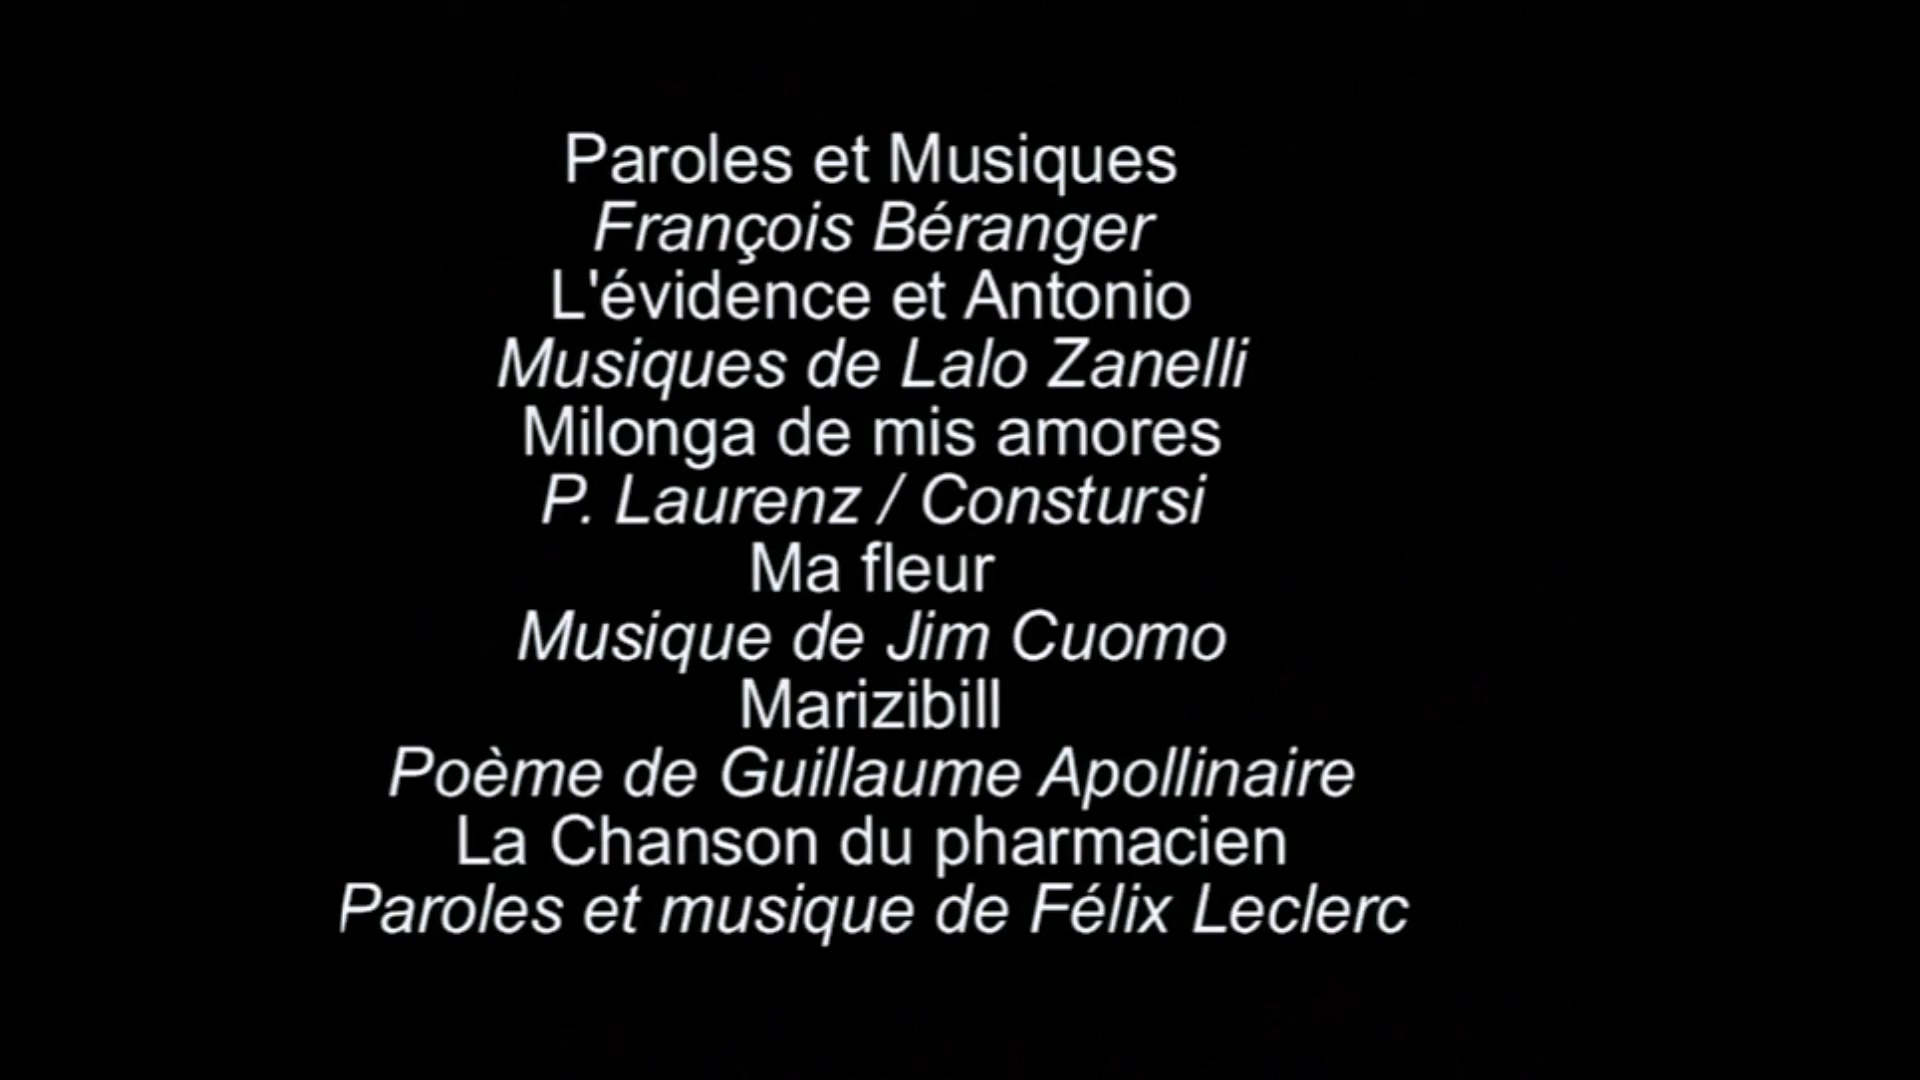 Paroles et Musiques
François Béranger
L'évidence et Antonio
Musiques de Lalo Zanelli
Milonga de mis amores
P. Laurenz / Constursi
Ma fleur
Musique de Jim Cuomo
Marizibill
Poème de Guillaume Apollinaire
La Chanson du pharmacien
Paroles et musique de Félix Leclerc